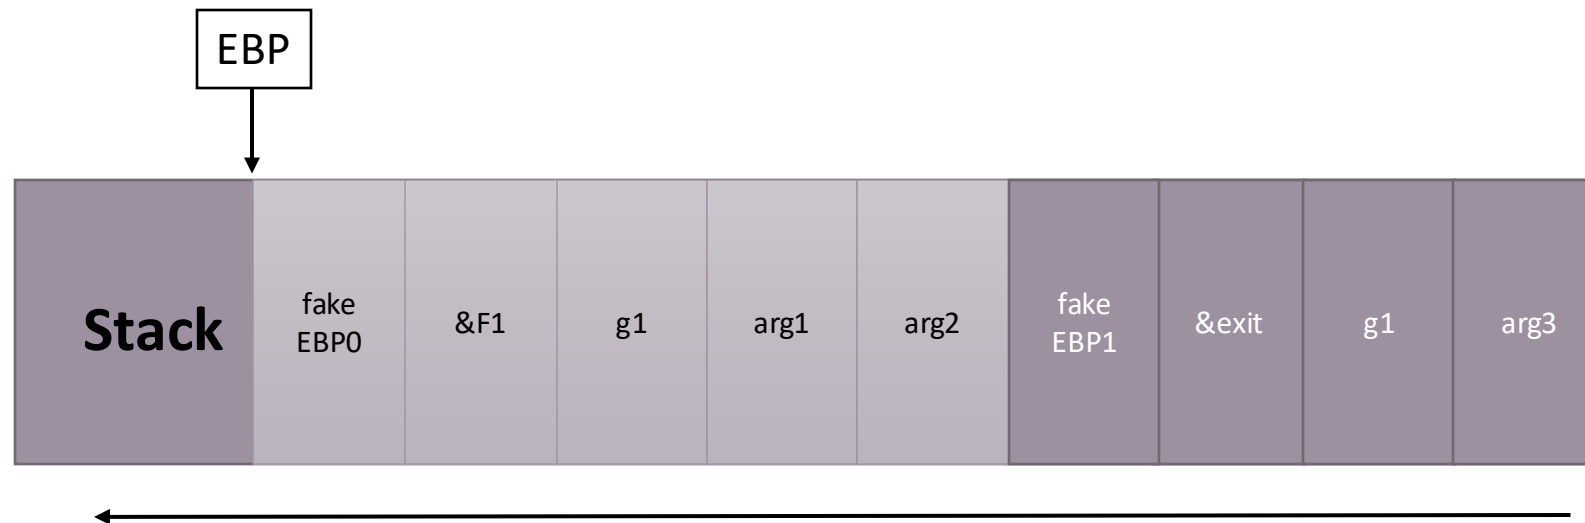 EBP
Stack
fake
EBP0
&F1
g1
arg1
arg2
fake
EBP1
&exit
g1
arg3